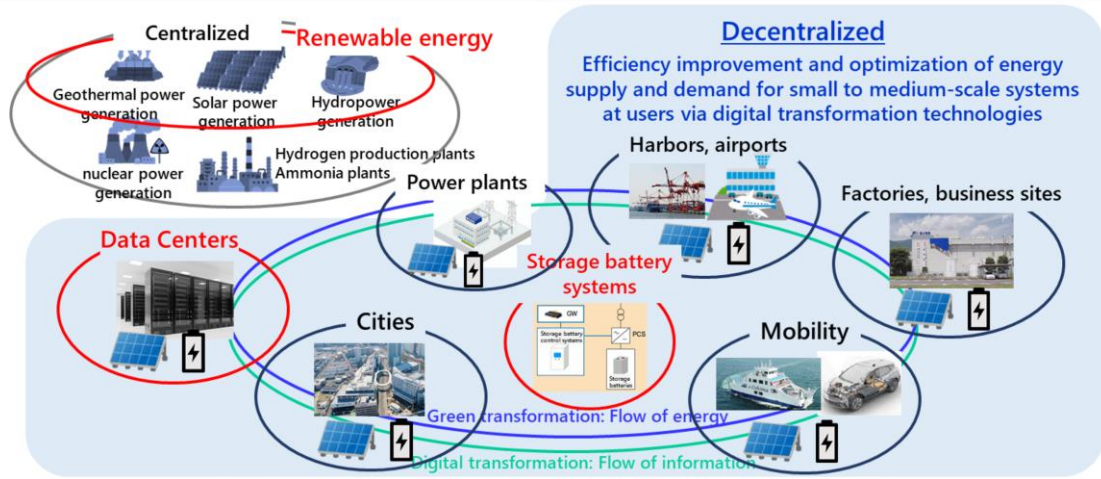 Centralized
Renewable energy
Geothermal power
generation
Solar power
generation
Hydropower
generation
nuclear power
generation
Hydrogen production plants
Ammonia plants
Decentralized
Efficiency improvement and optimization of energy
supply and demand for small to medium-scale systems
at users via digital transformation technologies
Harbors, airports
Power plants
Factories, business sites
Data Centers
Storage battery
systems
GW
Storage battery
control systems
PCS
Storage
batteries
Cities
Mobility
Green transformation: Flow of energy
Digital transformation: Flow of information